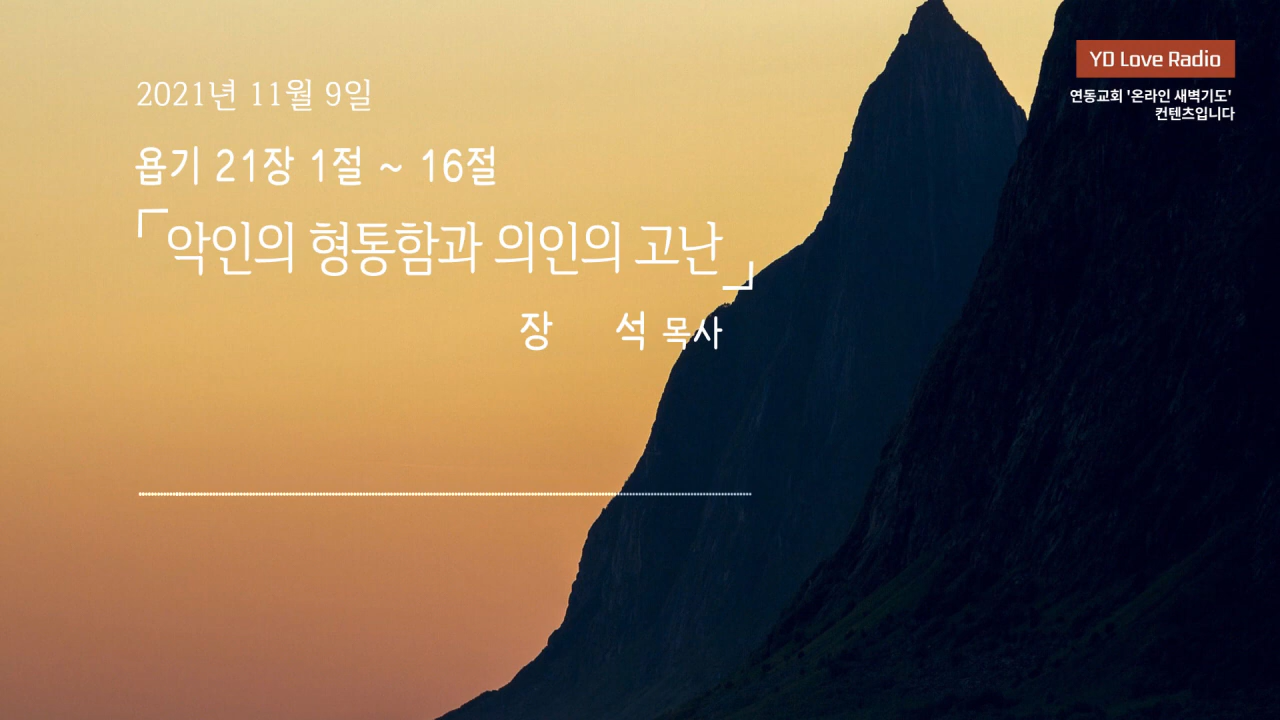 2021년 11월 9일
욥기 21장 1절 ~ 16절
「악인의 형통함과 의인의 고난」
장 석 목사
YD Love Radio
연동교회 '온라인 새벽기도'
컨텐츠입니다